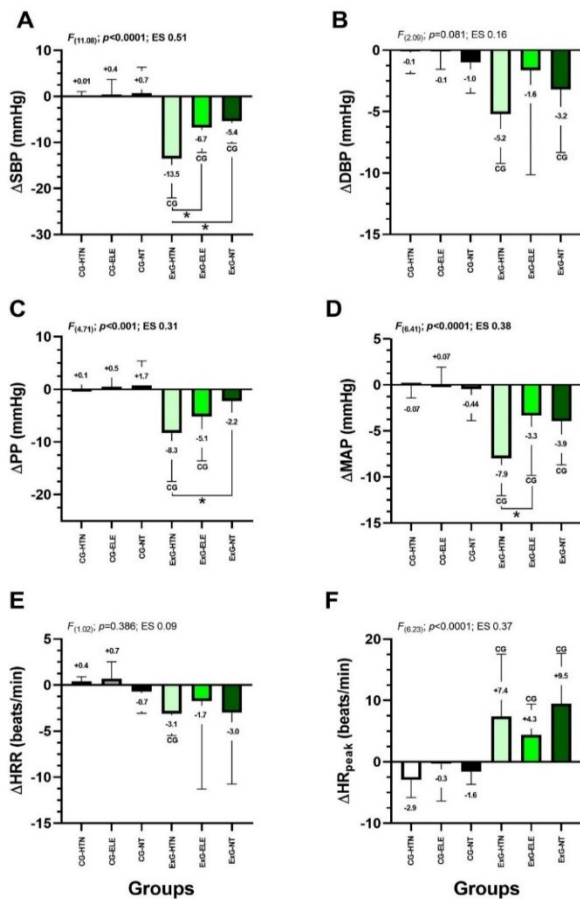 A
F(11.08); p<0.0001; ES 0.51
ΔSBP (mmHg)
10
0
-10
-20
-30
+0.01
+0.4
+0.7
-13.5
-6.7
-5.4
CG
CG
CG
*
*
CG-HTN
CG-ELE
CG-NT
ExG-HTN
ExG-ELE
ExG-NT
B
F(2.09); p=0.081; ES 0.16
ΔDBP (mmHg)
0
-5
-10
-15
-0.1
-0.1
-1.0
-5.2
-1.6
-3.2
CG
CG
CG-HTN
CG-ELE
CG-NT
ExG-HTN
ExG-ELE
ExG-NT
C
F(4.71); p<0.001; ES 0.31
ΔPP (mmHg)
10
0
-10
-20
+0.1
+0.5
+1.7
-8.3
-5.1
-2.2
CG
CG
*
CG-HTN
CG-ELE
CG-NT
ExG-HTN
ExG-ELE
ExG-NT
D
F(6.41); p<0.0001; ES 0.38
ΔMAP (mmHg)
5
0
-5
-10
-15
-0.07
+0.07
-0.44
-7.9
-3.3
-3.9
CG
CG
CG
*
CG-HTN
CG-ELE
CG-NT
ExG-HTN
ExG-ELE
ExG-NT
E
F(1.02); p=0.386; ES 0.09
ΔHRR (beats/min)
5
0
-5
-10
-15
+0.4
+0.7
-0.7
-3.1
-1.7
-3.0
CG
CG-HTN
CG-ELE
CG-NT
ExG-HTN
ExG-ELE
ExG-NT
Groups
F
F(6.23); p<0.0001; ES 0.37
ΔHRpeak (beats/min)
20
10
0
-10
-2.9
-0.3
-1.6
+7.4
+4.3
+9.5
CG
CG
CG
CG-HTN
CG-ELE
CG-NT
ExG-HTN
ExG-ELE
ExG-NT
Groups